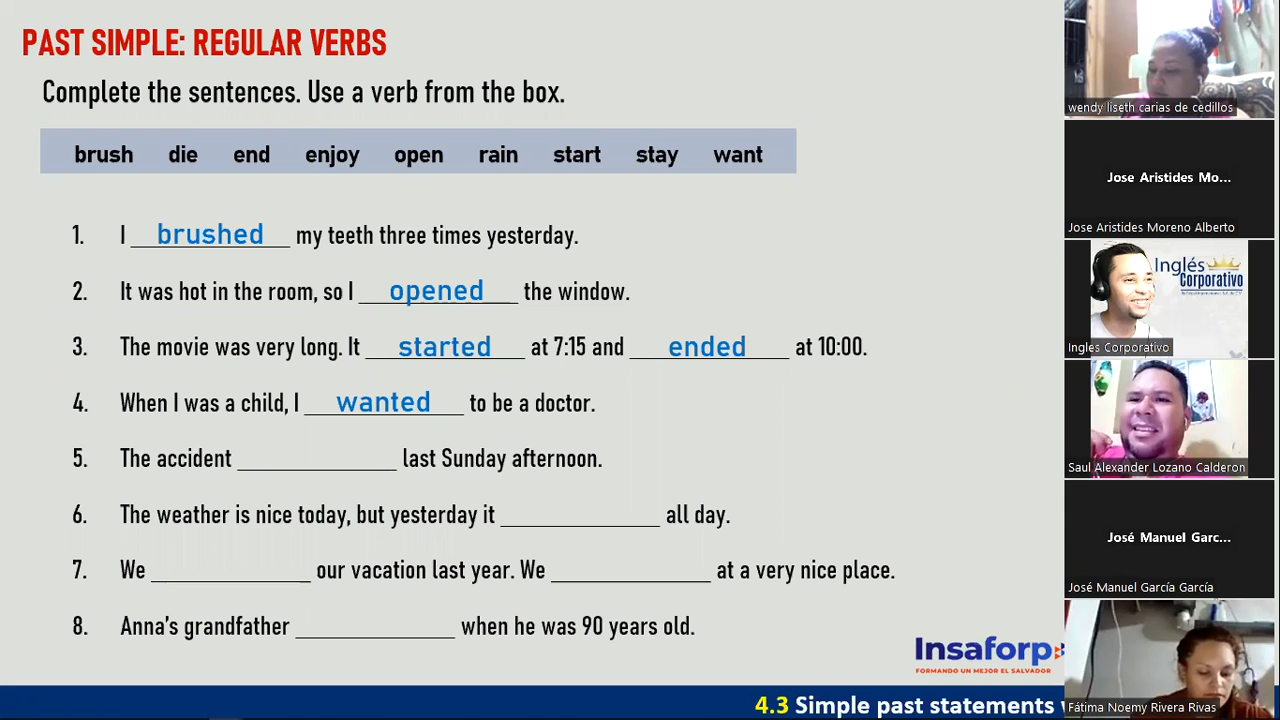 PAST SIMPLE: REGULAR VERBS
Complete the sentences. Use a verb from the box.
brush die end enjoy open rain start stay want
1. I brushed my teeth three times yesterday.
2. It was hot in the room, so I opened the window.
3. The movie was very long. It started at 7:15 and ended at 10:00.
4. When I was a child, I wanted to be a doctor.
5. The accident ____________ last Sunday afternoon.
6. The weather is nice today, but yesterday it ____________ all day.
7. We ____________ our vacation last year. We ____________ at a very nice place.
8. Anna's grandfather ____________ when he was 90 years old.
Insaforp
FORMANDO UN MEJOR EL SALVADOR
4.3 Simple past statements
wendy liseth carias de cedillos
Jose Aristides Mo...
Jose Aristides Moreno Alberto
Inglés
Corporativo
Ingles Corporativo
Saul Alexander Lozano Calderon
José Manuel Garc...
José Manuel García García
Fátima Noemy Rivera Rivas